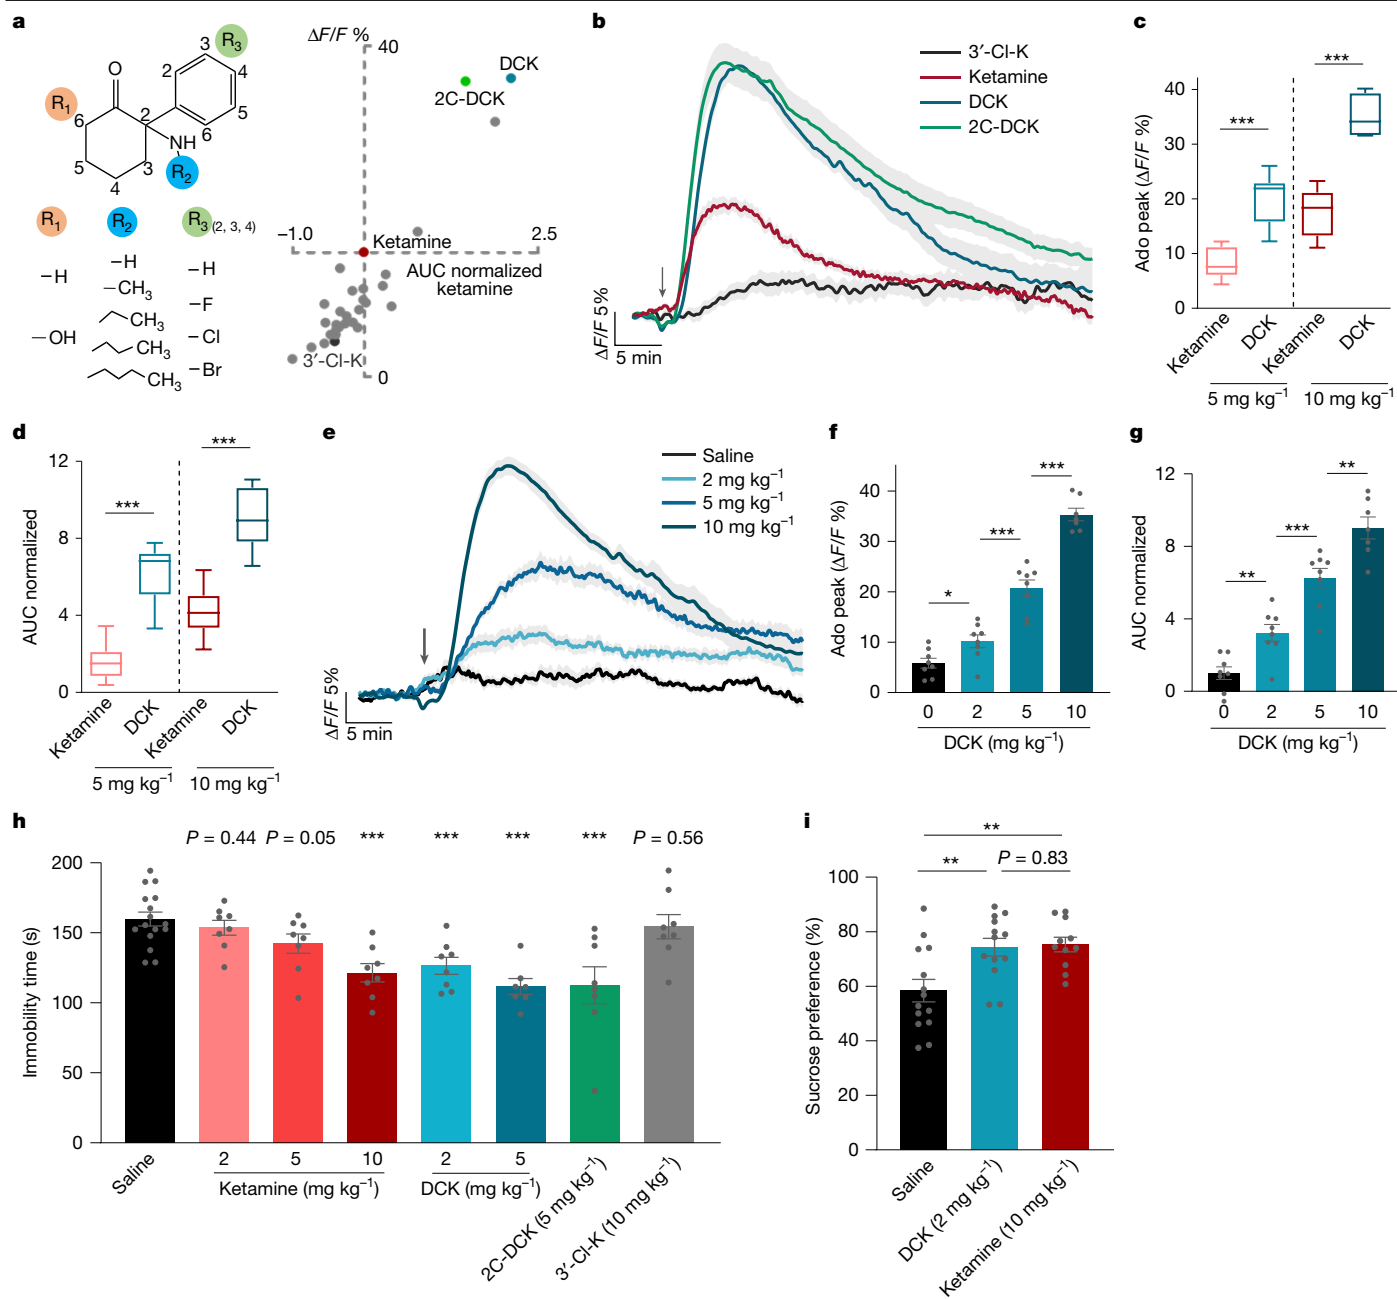 a
R1
R2
R3
O
NH
2
3
4
5
6
2
3
4
5
6
R1
R2
R3 (2, 3, 4)
–H
–OH
–H
–CH3
CH3
CH3
CH3
–H
–F
–Cl
–Br
ΔF/F %
40
DCK
2C-DCK
–1.0
Ketamine
2.5
AUC normalized
ketamine
3′-Cl-K
0
b
3′-Cl-K
Ketamine
DCK
2C-DCK
ΔF/F 5%
5 min
c
Ado peak (ΔF/F %)
40
30
20
10
0
***
***
Ketamine
DCK
Ketamine
DCK
5 mg kg–1
10 mg kg–1
d
AUC normalized
12
8
4
0
***
***
Ketamine
DCK
Ketamine
DCK
5 mg kg–1
10 mg kg–1
e
Saline
2 mg kg–1
5 mg kg–1
10 mg kg–1
ΔF/F 5%
5 min
f
Ado peak (ΔF/F %)
40
30
20
10
0
*
***
***
0 2 5 10
DCK (mg kg–1)
g
AUC normalized
12
8
4
0
**
***
**
0 2 5 10
DCK (mg kg–1)
h
P = 0.44 P = 0.05 *** *** *** *** P = 0.56
Immobility time (s)
200
150
100
50
0
Saline
2 5 10
Ketamine (mg kg–1)
2 5
DCK (mg kg–1)
2C-DCK (5 mg kg–1)
3′-Cl-K (10 mg kg–1)
i
**
** P = 0.83
Sucrose preference (%)
100
80
60
40
20
0
Saline
DCK (2 mg kg–1)
Ketamine (10 mg kg–1)